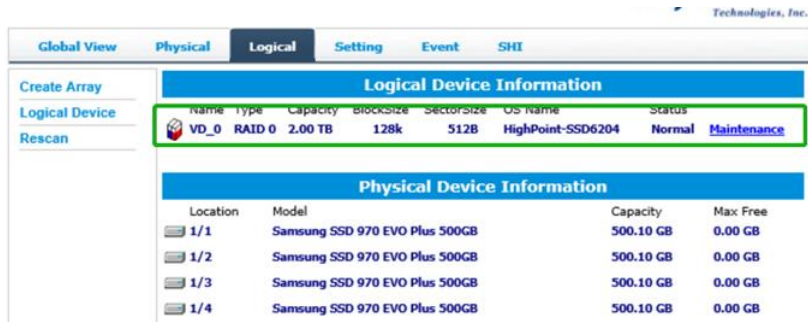 Technologies, Inc.
Global View Physical Logical Setting Event SHI
Create Array
Logical Device
Rescan
Logical Device Information
Name Type Capacity BlockSize SectorSize OS Name Status
VD_0 RAID 0 2.00 TB 128k 512B HighPoint-SSD6204 Normal Maintenance
Physical Device Information
Location Model Capacity Max Free
1/1 Samsung SSD 970 EVO Plus 500GB 500.10 GB 0.00 GB
1/2 Samsung SSD 970 EVO Plus 500GB 500.10 GB 0.00 GB
1/3 Samsung SSD 970 EVO Plus 500GB 500.10 GB 0.00 GB
1/4 Samsung SSD 970 EVO Plus 500GB 500.10 GB 0.00 GB